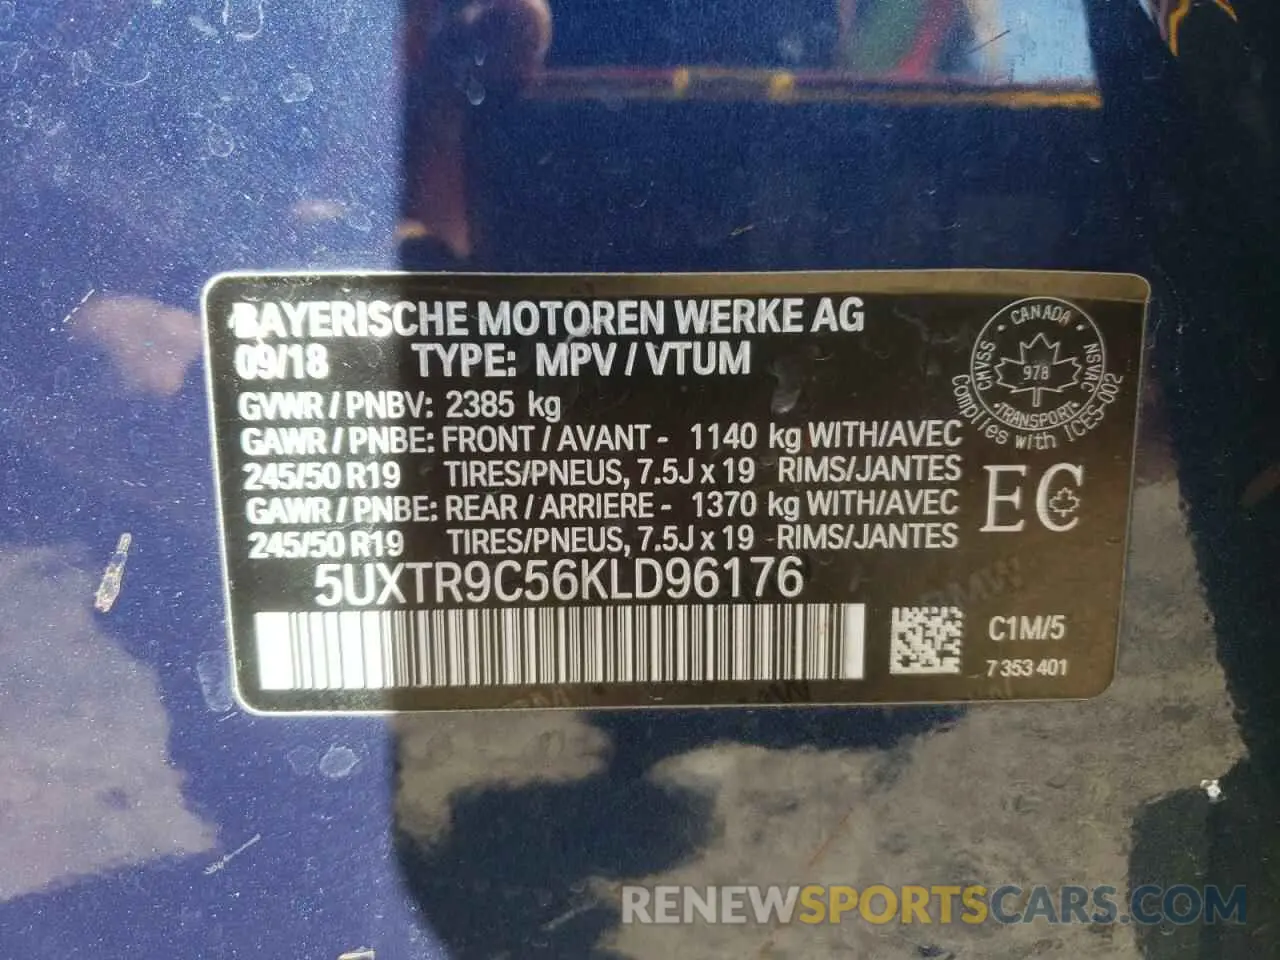 BAYERISCHE MOTOREN WERKE AG
09/18 TYPE: MPV / VTUM
GVWR / PNBV: 2385 kg
GAWR / PNBE: FRONT / AVANT - 1140 kg WITH/AVEC
245/50 R19 TIRES/PNEUS, 7.5J x 19 RIMS/JANTES
GAWR / PNBE: REAR / ARRIERE - 1370 kg WITH/AVEC
245/50 R19 TIRES/PNEUS, 7.5J x 19 RIMS/JANTES
5UXTR9C56KLD96176
CANADA
CMVSS
NSVAC
978
TRANSPORT
Complies with ICES-002
EC
C1M/5
7 353 401
RENEWSPORTSCARS.COM